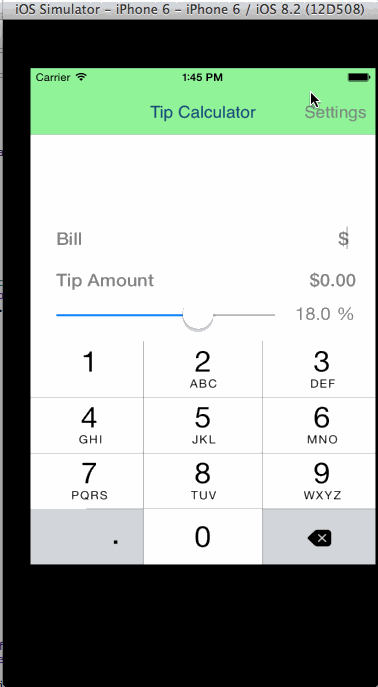 iOS Simulator - iPhone 6 - iPhone 6 / iOS 8.2 (12D508)
Carrier 1:45 PM
Tip Calculator Settings
Bill $
Tip Amount $0.00
18.0 %
1 2 3
ABC DEF
4 5 6
GHI JKL MNO
7 8 9
PQRS TUV WXYZ
. 0